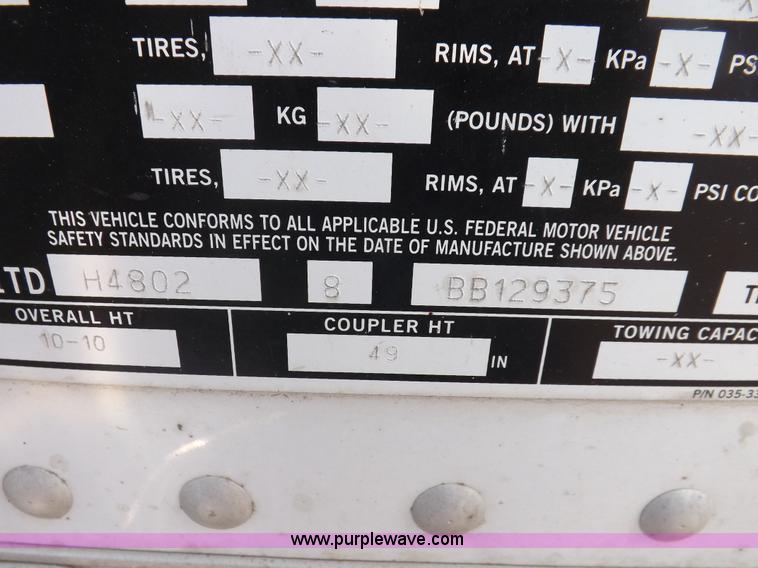 TIRES, -XX- RIMS, AT -X- KPa -X- PS
-XX- KG -XX- (POUNDS) WITH -XX-
TIRES, -XX- RIMS, AT -X- KPa -X- PSI CO
THIS VEHICLE CONFORMS TO ALL APPLICABLE U.S. FEDERAL MOTOR VEHICLE
SAFETY STANDARDS IN EFFECT ON THE DATE OF MANUFACTURE SHOWN ABOVE.
LTD H4802 8 BB129375
OVERALL HT COUPLER HT TOWING CAPAC
10-10 49 IN -XX-
P/N 035-33
www.purplewave.com